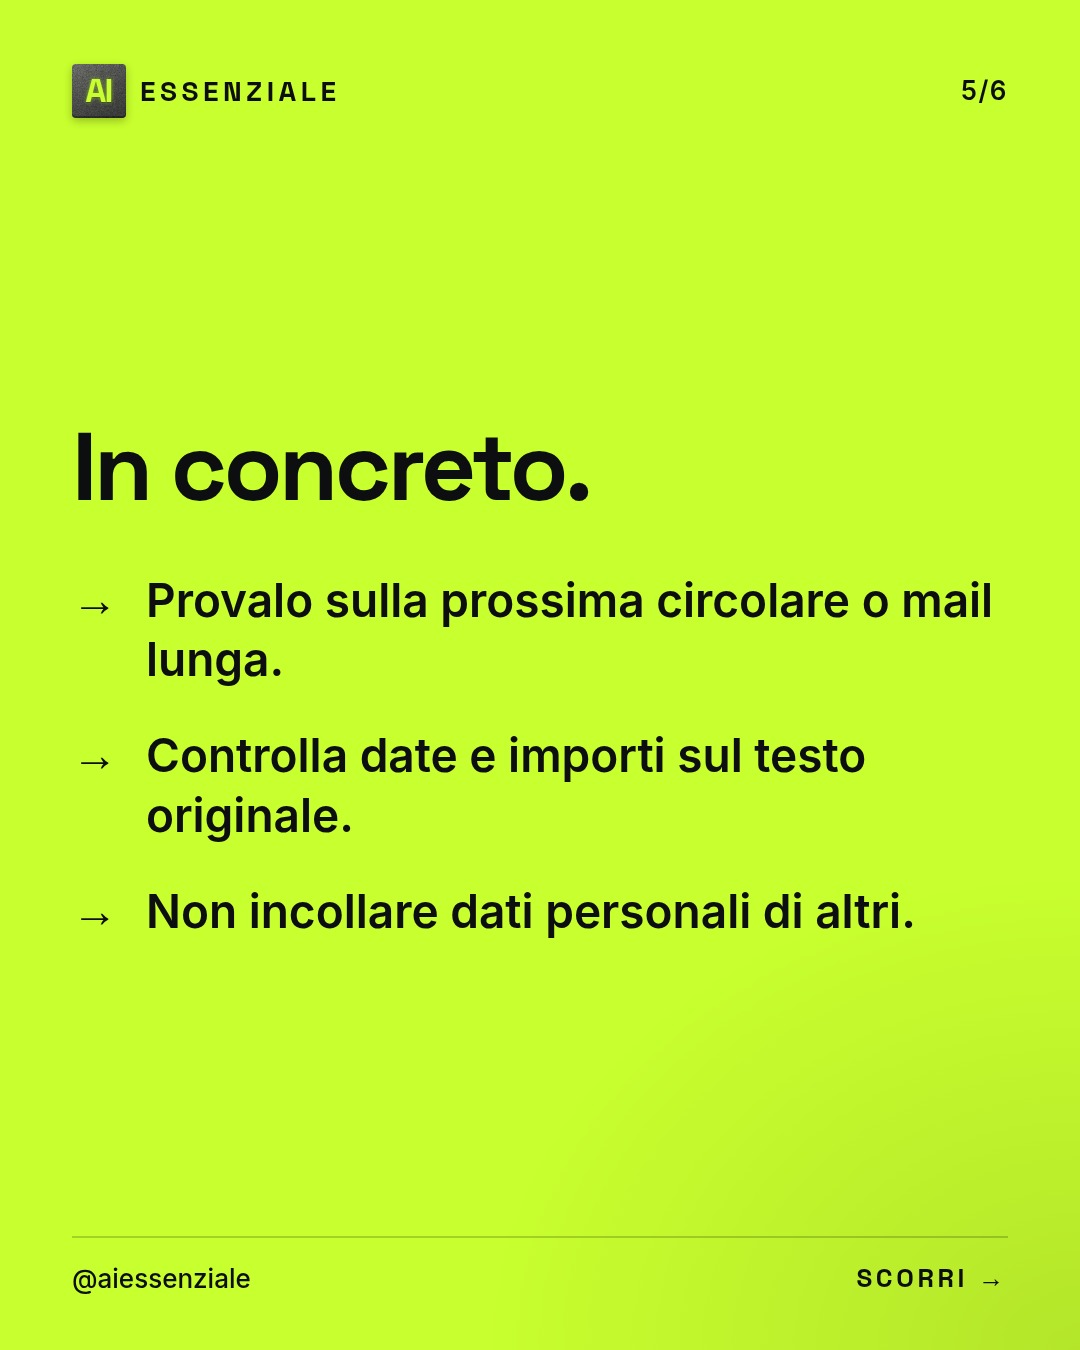 AI ESSENZIALE
5/6
In concreto.
→ Provalo sulla prossima circolare o mail
lunga.
→ Controlla date e importi sul testo
originale.
→ Non incollare dati personali di altri.
@aiessenziale
SCORRI →